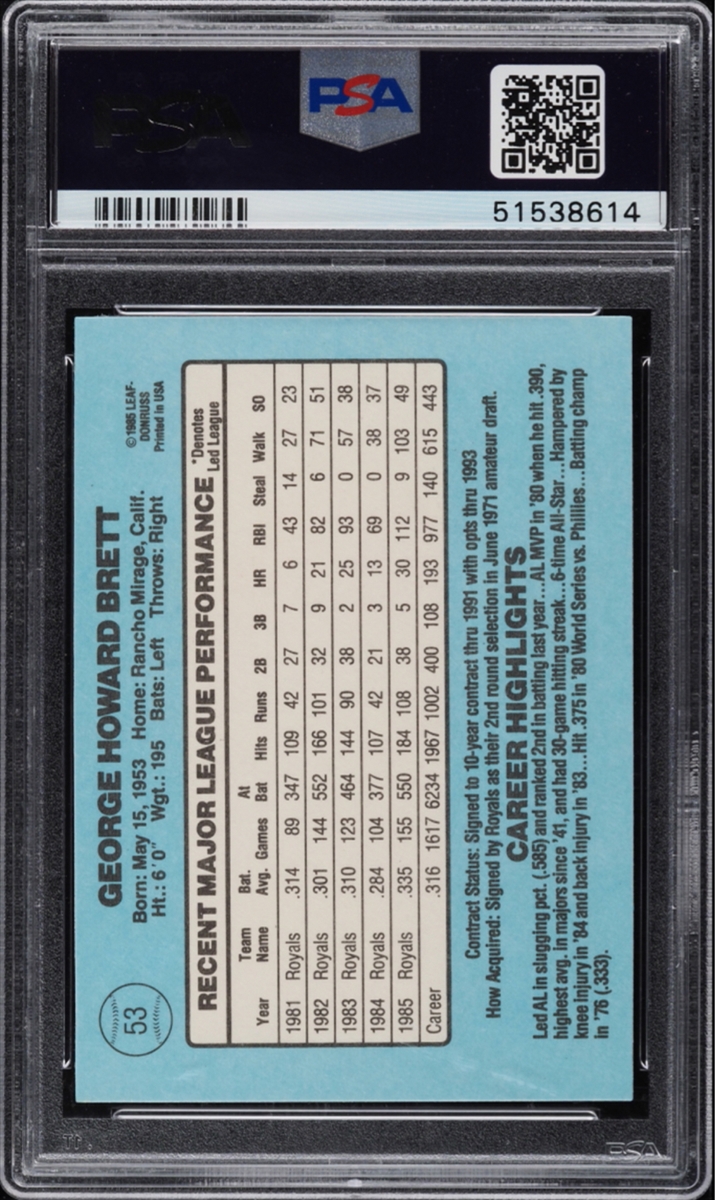 PSA
PSA
51538614
53
GEORGE HOWARD BRETT
Born: May 15, 1953 Home: Rancho Mirage, Calif.
Ht.: 6'0" Wgt.: 195 Bats: Left Throws: Right
©1985 LEAF-
DONRUSS
Printed in USA
RECENT MAJOR LEAGUE PERFORMANCE *Denotes
Led League
Year Team Name Bat. Avg. Games At Bat Hits Runs 2B 3B HR RBI Steal Walk SO
1981 Royals .314 89 347 109 42 27 7 6 43 14 27 23
1982 Royals .301 144 552 166 101 32 9 21 82 6 71 51
1983 Royals .310 123 464 144 90 38 2 25 93 0 57 38
1984 Royals .284 104 377 107 42 21 3 13 69 0 38 37
1985 Royals .335 155 550 184 108 38 5 30 112 9 103 49
Career .316 1617 6234 1967 1002 400 108 193 977 140 615 443
Contract Status: Signed to 10-year contract thru 1991 with opts thru 1993
How Acquired: Signed by Royals as their 2nd round selection in June 1971 amateur draft.
CAREER HIGHLIGHTS
Led AL in slugging pct. (.585) and ranked 2nd in batting last year...AL MVP in '80 when he hit .390,
highest avg. in majors since '41, and had 30-game hitting streak...6-time All-Star...Hampered by
knee injury in '84 and back injury in '83...Hit .375 in '80 World Series vs. Phillies...Batting champ
in '76 (.333).
PSA